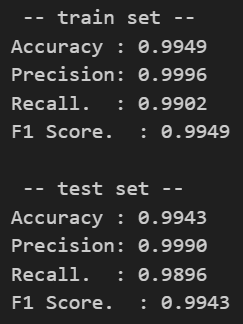 -- train set --
Accuracy : 0.9949
Precision: 0.9996
Recall.  : 0.9902
F1 Score.  : 0.9949

-- test set --
Accuracy : 0.9943
Precision: 0.9990
Recall.  : 0.9896
F1 Score.  : 0.9943